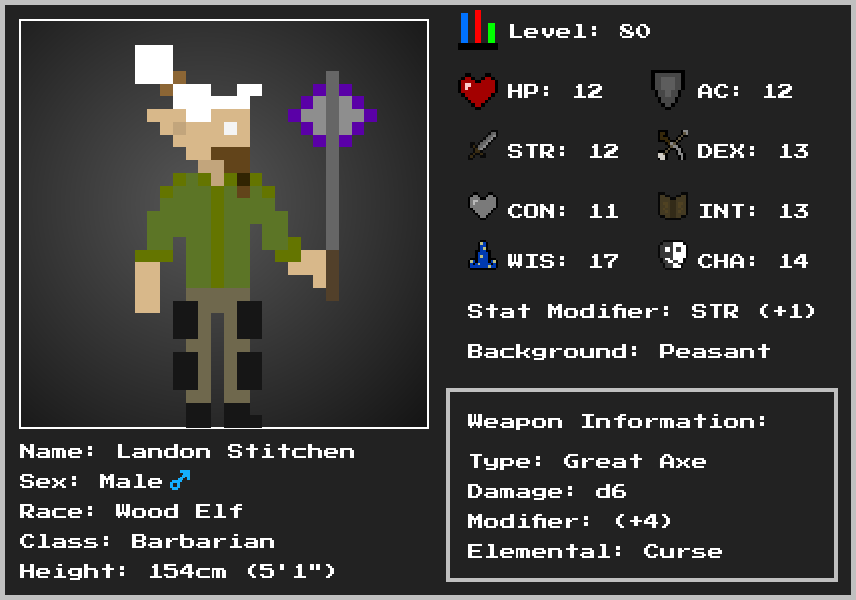 Level: 80
HP: 12
AC: 12
STR: 12
DEX: 13
CON: 11
INT: 13
WIS: 17
CHA: 14
Stat Modifier: STR (+1)
Background: Peasant
Weapon Information:
Type: Great Axe
Damage: d6
Modifier: (+4)
Elemental: Curse
Name: Landon Stitchen
Sex: Male♂
Race: Wood Elf
Class: Barbarian
Height: 154cm (5'1")